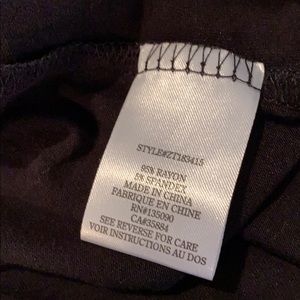 STYLE#ZT183415
95% RAYON
5% SPANDEX
MADE IN CHINA
FABRIQUE EN CHINE
RN#135090
CA#35884
SEE REVERSE FOR CARE
VOIR INSTRUCTIONS AU DOS